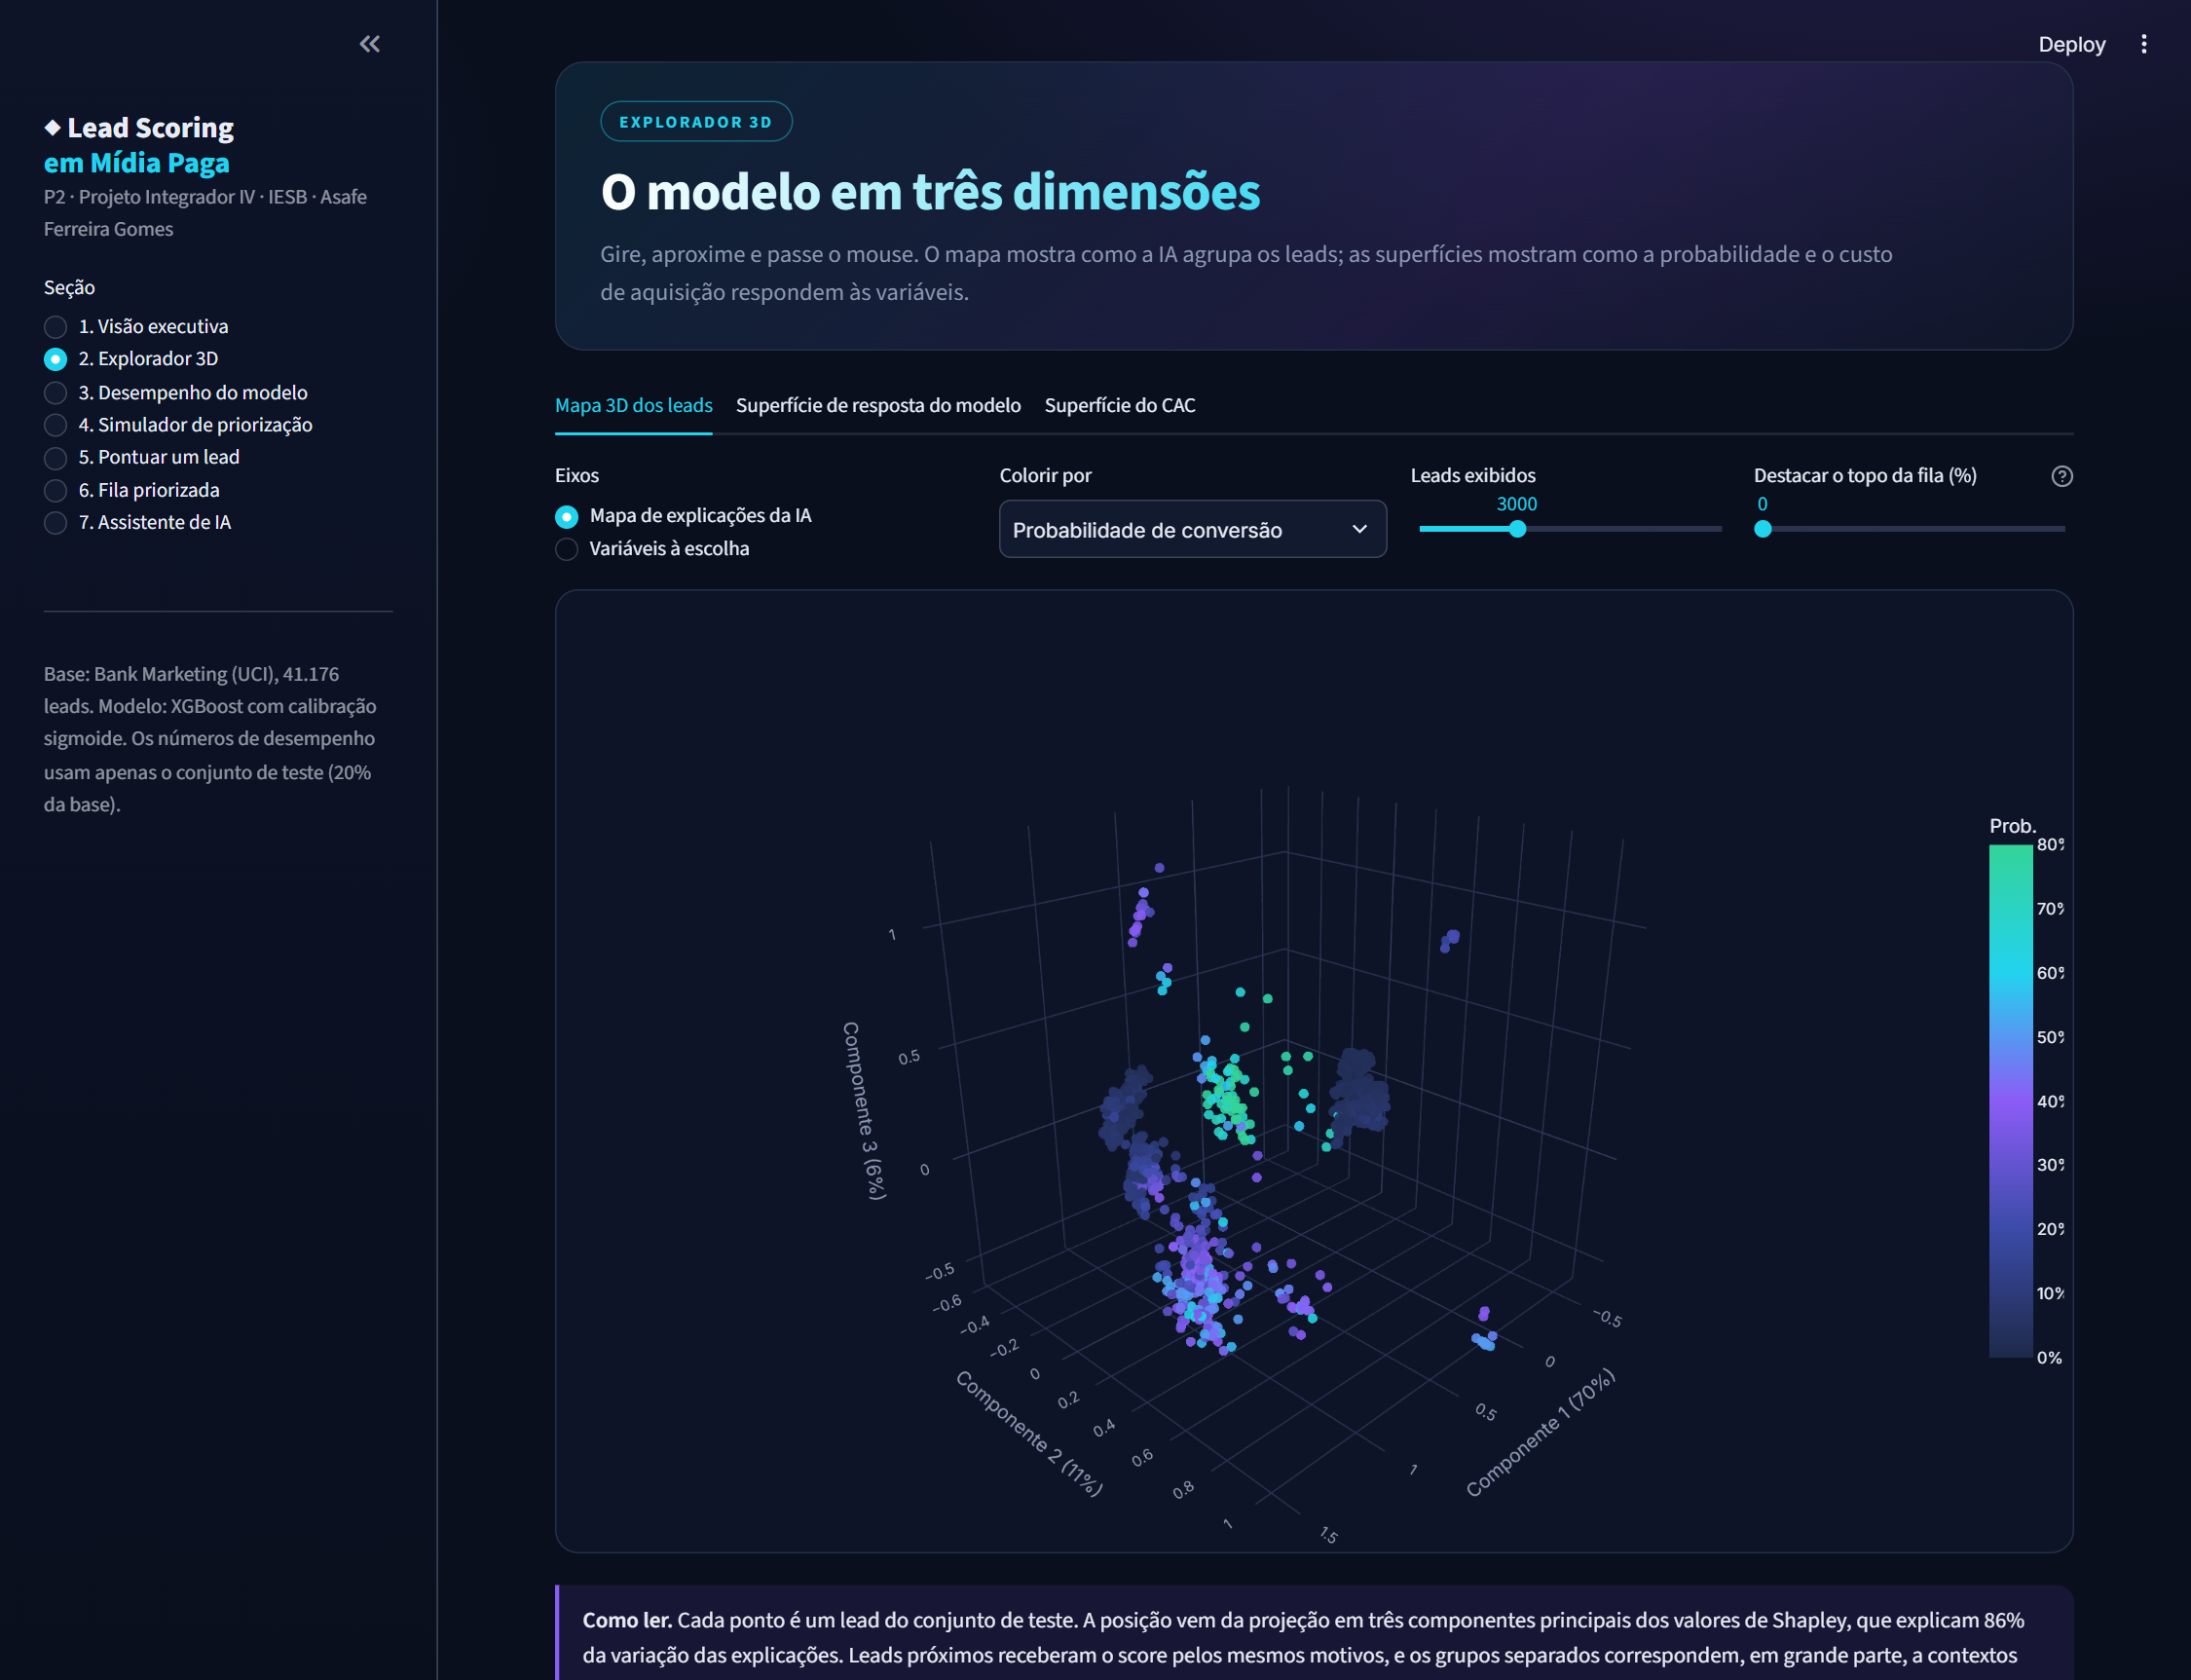 Deploy
◆ Lead Scoring
em Mídia Paga
P2 · Projeto Integrador IV · IESB · Asafe
Ferreira Gomes
Seção
1. Visão executiva
2. Explorador 3D
3. Desempenho do modelo
4. Simulador de priorização
5. Pontuar um lead
6. Fila priorizada
7. Assistente de IA
Base: Bank Marketing (UCI), 41.176
leads. Modelo: XGBoost com calibração
sigmoide. Os números de desempenho
usam apenas o conjunto de teste (20%
da base).
EXPLORADOR 3D
O modelo em três dimensões
Gire, aproxime e passe o mouse. O mapa mostra como a IA agrupa os leads; as superfícies mostram como a probabilidade e o custo
de aquisição respondem às variáveis.
Mapa 3D dos leads
Superfície de resposta do modelo
Superfície do CAC
Eixos
Mapa de explicações da IA
Variáveis à escolha
Colorir por
Probabilidade de conversão
Leads exibidos
3000
Destacar o topo da fila (%)
0
Componente 3 (6%)
1
0.5
0
−0.5
Componente 2 (11%)
−0.6
−0.4
−0.2
0
0.2
0.4
0.6
0.8
1
Componente 1 (70%)
−0.5
0
0.5
1
1.5
Prob.
80%
70%
60%
50%
40%
30%
20%
10%
0%
Como ler. Cada ponto é um lead do conjunto de teste. A posição vem da projeção em três componentes principais dos valores de Shapley, que explicam 86%
da variação das explicações. Leads próximos receberam o score pelos mesmos motivos, e os grupos separados correspondem, em grande parte, a contextos